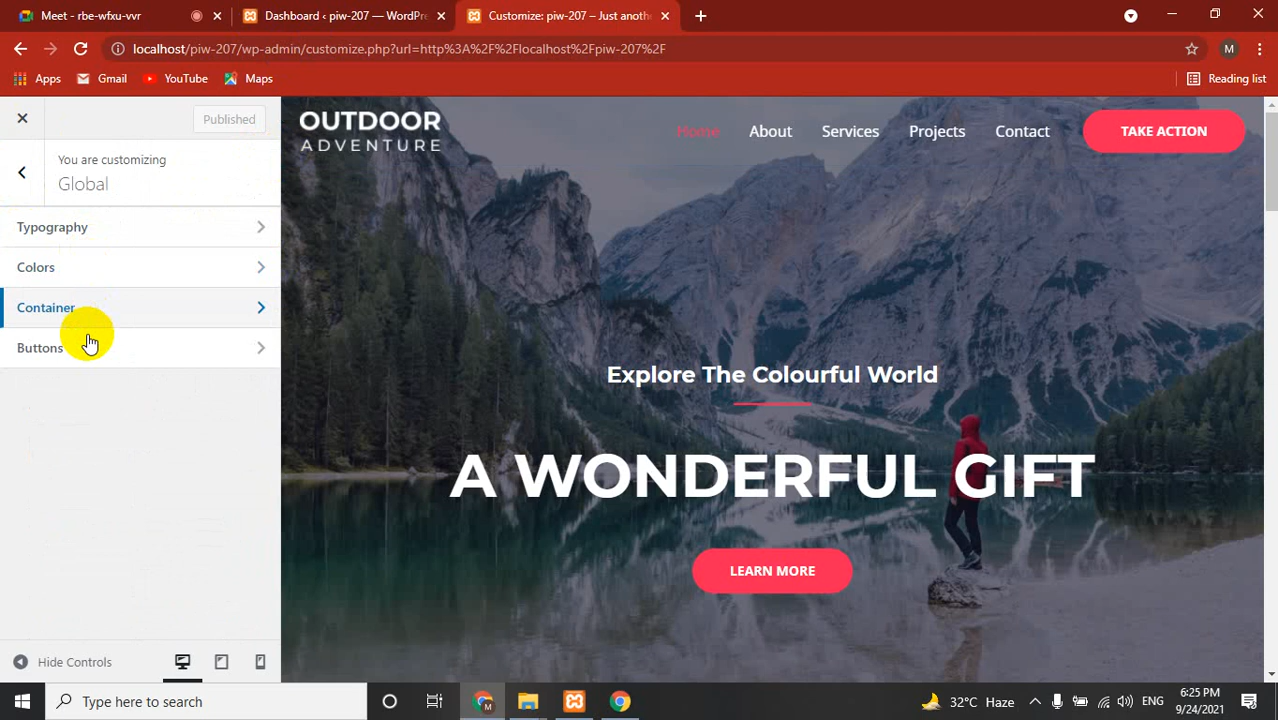 Meet - rbe-wfxu-vvr
Dashboard ‹ piw-207 — WordPre
Customize: piw-207 – Just anoth
localhost/piw-207/wp-admin/customize.php?url=http%3A%2F%2Flocalhost%2Fpiw-207%2F
M
Apps
Gmail
YouTube
Maps
Reading list
Published
You are customizing
Global
Typography
Colors
Container
Buttons
Hide Controls
OUTDOOR
ADVENTURE
Home
About
Services
Projects
Contact
TAKE ACTION
Explore The Colourful World
A WONDERFUL GIFT
LEARN MORE
Type here to search
M
32°C Haze
ENG
6:25 PM
9/24/2021